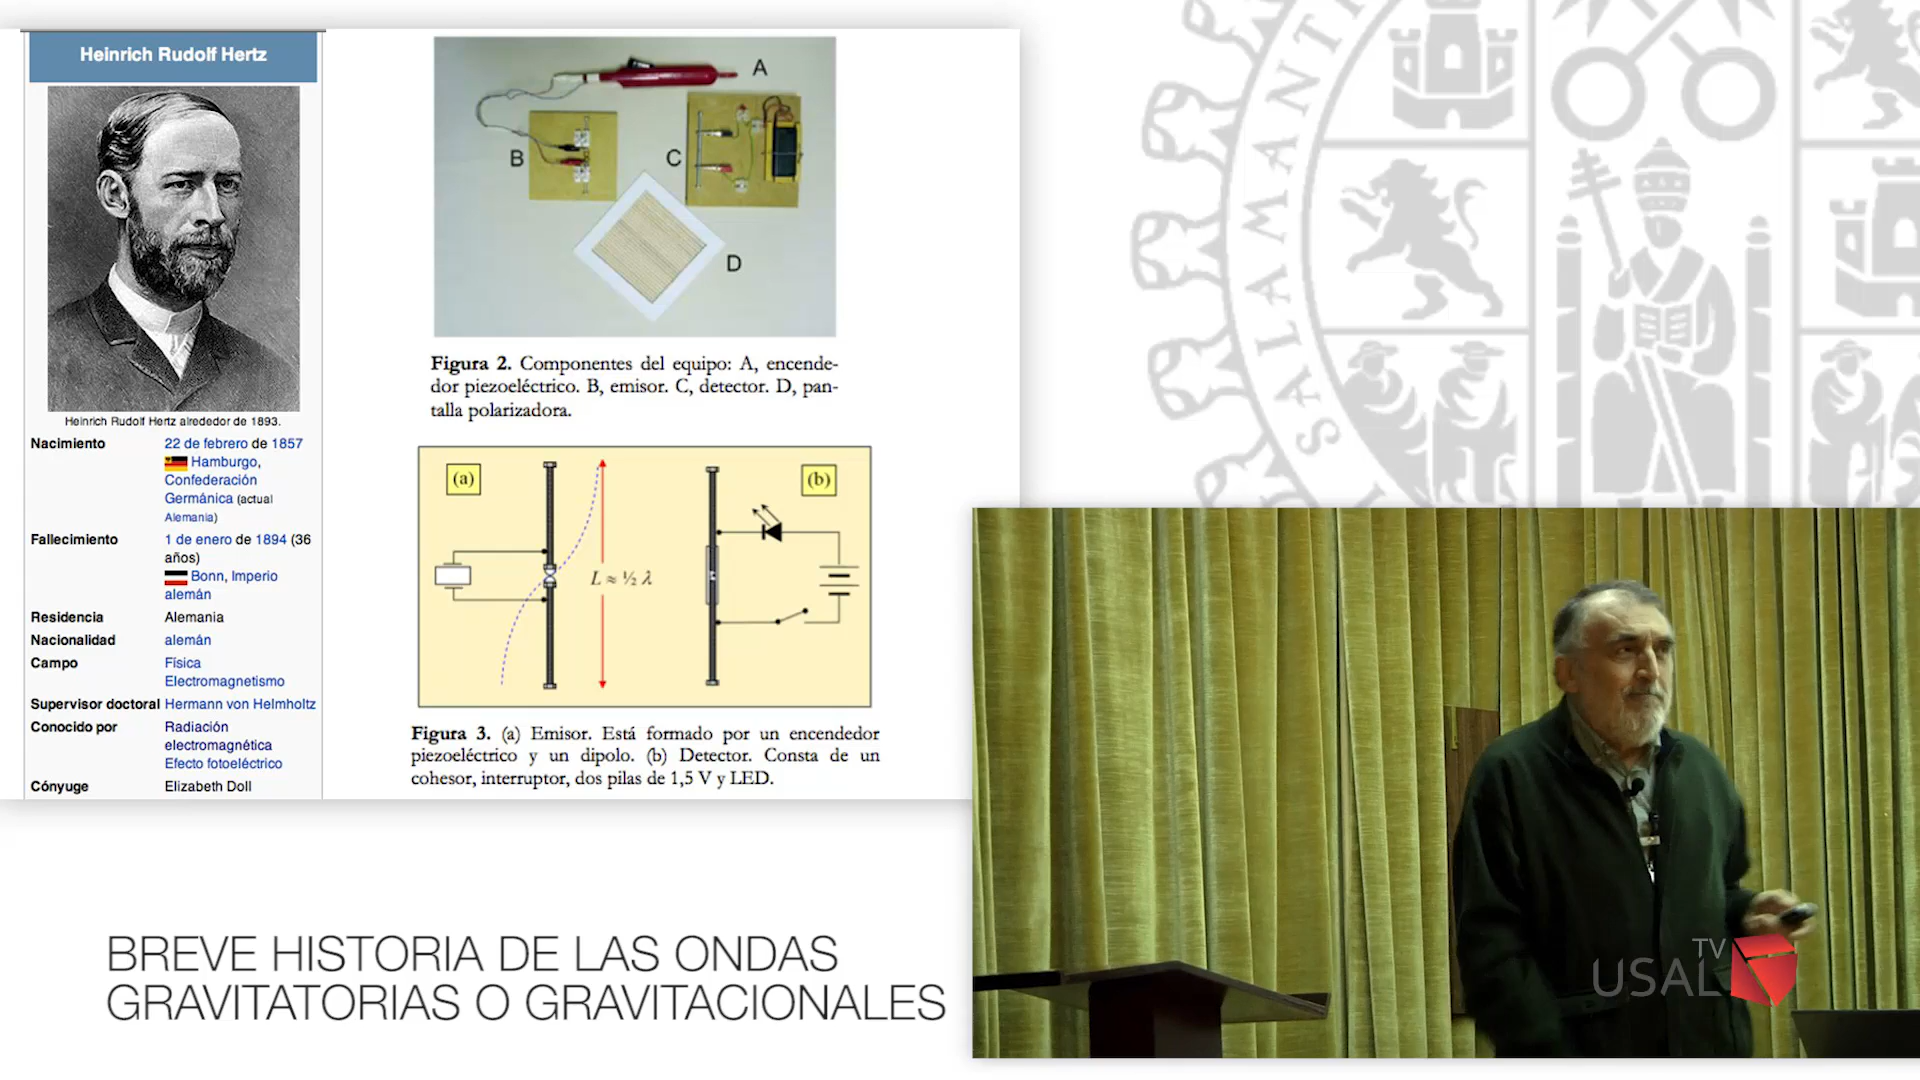 Heinrich Rudolf Hertz
Heinrich Rudolf Hertz alrededor de 1893.
Nacimiento 22 de febrero de 1857
Hamburgo,
Confederación
Germánica (actual
Alemania)
Fallecimiento 1 de enero de 1894 (36
años)
Bonn, Imperio
alemán
Residencia Alemania
Nacionalidad alemán
Campo Física
Electromagnetismo
Supervisor doctoral Hermann von Helmholtz
Conocido por Radiación
electromagnética
Efecto fotoeléctrico
Cónyuge Elizabeth Doll
A
B
C
D
Figura 2. Componentes del equipo: A, encende-
dor piezoeléctrico. B, emisor. C, detector. D, pan-
talla polarizadora.
(a)
(b)
L ≈ ½ λ
Figura 3. (a) Emisor. Está formado por un encendedor
piezoeléctrico y un dipolo. (b) Detector. Consta de un
cohesor, interruptor, dos pilas de 1,5 V y LED.
SALAMANTI
BREVE HISTORIA DE LAS ONDAS
GRAVITATORIAS O GRAVITACIONALES
TV
USAL